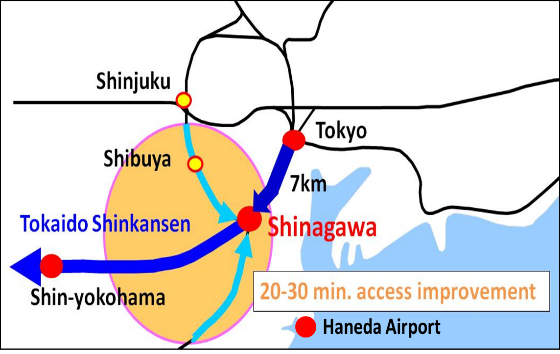 Shinjuku
Tokyo
Shibuya
7km
Tokaido Shinkansen
Shinagawa
Shin-yokohama
20-30 min. access improvement
Haneda Airport